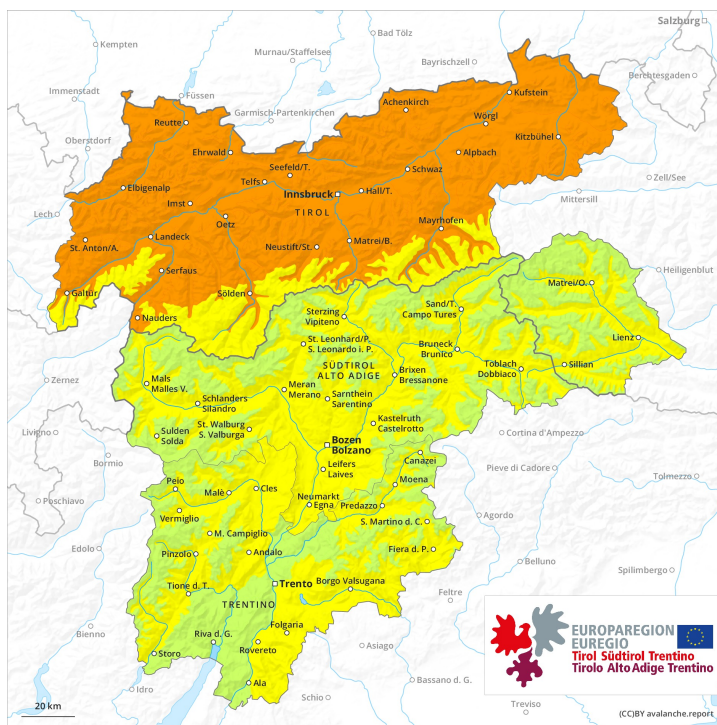 Salzburg
Kempten
Bad Tölz
Murnau/Staffelsee
Bayrischzell
Berchtesgaden
Immenstadt
Füssen
Garmisch-Partenkirchen
Achenkirch
Kufstein
Reutte
Wörgl
Oberstdorf
Ehrwald
Kitzbühel
Alpbach
Seefeld/T.
Schwaz
Telfs
Zell/See
Elbigenalp
Innsbruck
Hall/T.
Mittersill
Imst
TIROL
Lech
Oetz
Mayrhofen
St. Anton/A.
Landeck
Neustift/St.
Matrei/B.
Serfaus
Heiligenblut
Galtür
Sölden
Matrei/O.
Nauders
Sterzing
Vipiteno
Sand/T.
Campo Tures
St. Leonhard/P.
S. Leonardo i. P.
Lienz
Bruneck
Brunico
SÜDTIROL
ALTO ADIGE
Toblach
Dobbiaco
Sillian
Zernez
Mals
Malles V.
Meran
Merano
Brixen
Bressanone
Schlanders
Silandro
Sarnthein
Sarentino
St. Walburg
S. Valburga
Kastelruth
Castelrotto
Livigno
Sulden
Solda
Bozen
Bolzano
Cortina d'Ampezzo
Bormio
Canazei
Leifers
Laives
Pieve di Cadore
Tolmezzo
Peio
Malè
Cles
Moena
Poschiavo
Neumarkt
Egna
Predazzo
Vermiglio
Agordo
S. Martino d. C.
M. Campiglio
Edolo
Pinzolo
Andalo
Fiera d. P.
Belluno
Spilimbergo
Trento
Borgo Valsugana
Tione d. T.
Feltre
TRENTINO
Folgaria
Bienno
Riva d. G.
Rovereto
Asiago
Storo
Bassano d. G.
Ala
Idro
Schio
Treviso
20 km
EUROPAREGION
EUREGIO
Tirol Südtirol Trentino
Tirolo Alto Adige Trentino
(CC)BY avalanche.report